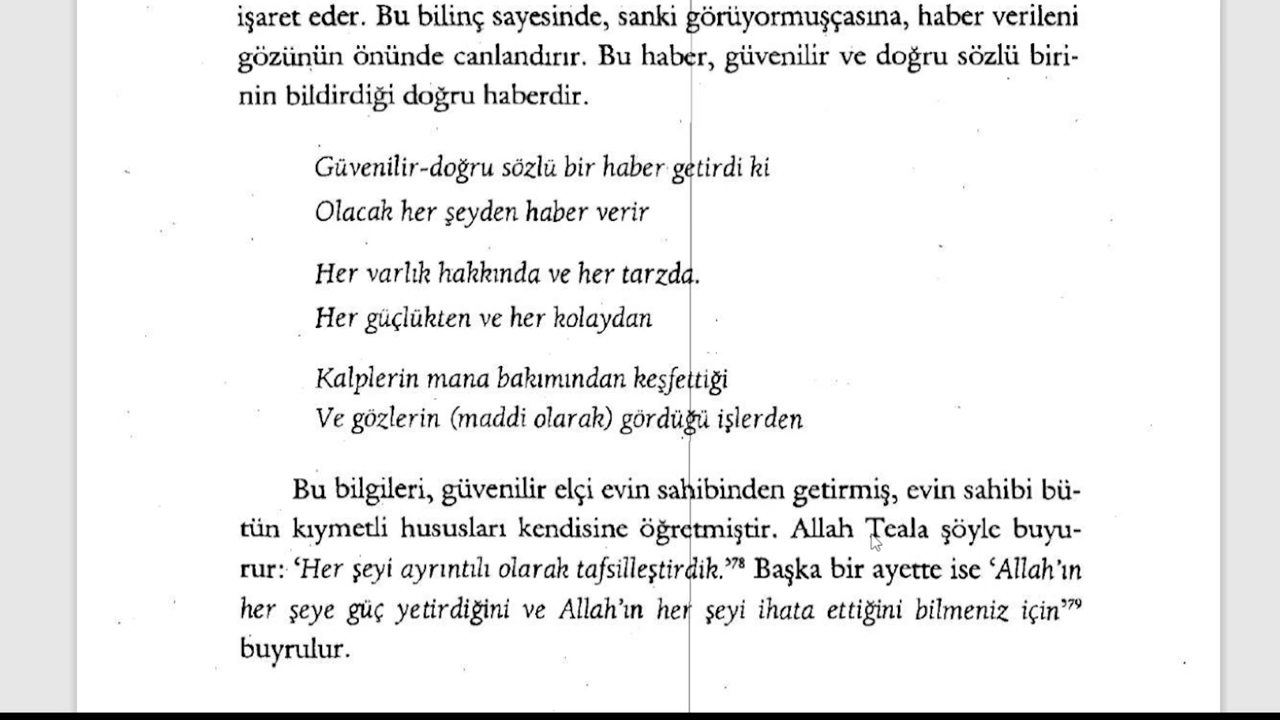 işaret eder. Bu bilinç sayesinde, sanki görüyormuşçasına, haber verileni
gözünün önünde canlandırır. Bu haber, güvenilir ve doğru sözlü biri-
nin bildirdiği doğru haberdir.
Güvenilir-doğru sözlü bir haber getirdi ki
Olacak her şeyden haber verir
Her varlık hakkında ve her tarzda.
Her güçlükten ve her kolaydan
Kalplerin mana bakımından keşfettiği
Ve gözlerin (maddi olarak) gördüğü işlerden
Bu bilgileri, güvenilir elçi evin sahibinden getirmiş, evin sahibi bü-
tün kıymetli hususları kendisine öğretmiştir. Allah Teala şöyle buyu-
rur: ‘Her şeyi ayrıntılı olarak tafsilleştirdik.’⁷⁸ Başka bir ayette ise ‘Allah’ın
her şeye güç yetirdiğini ve Allah’ın her şeyi ihata ettiğini bilmeniz için’⁷⁹
buyrulur.